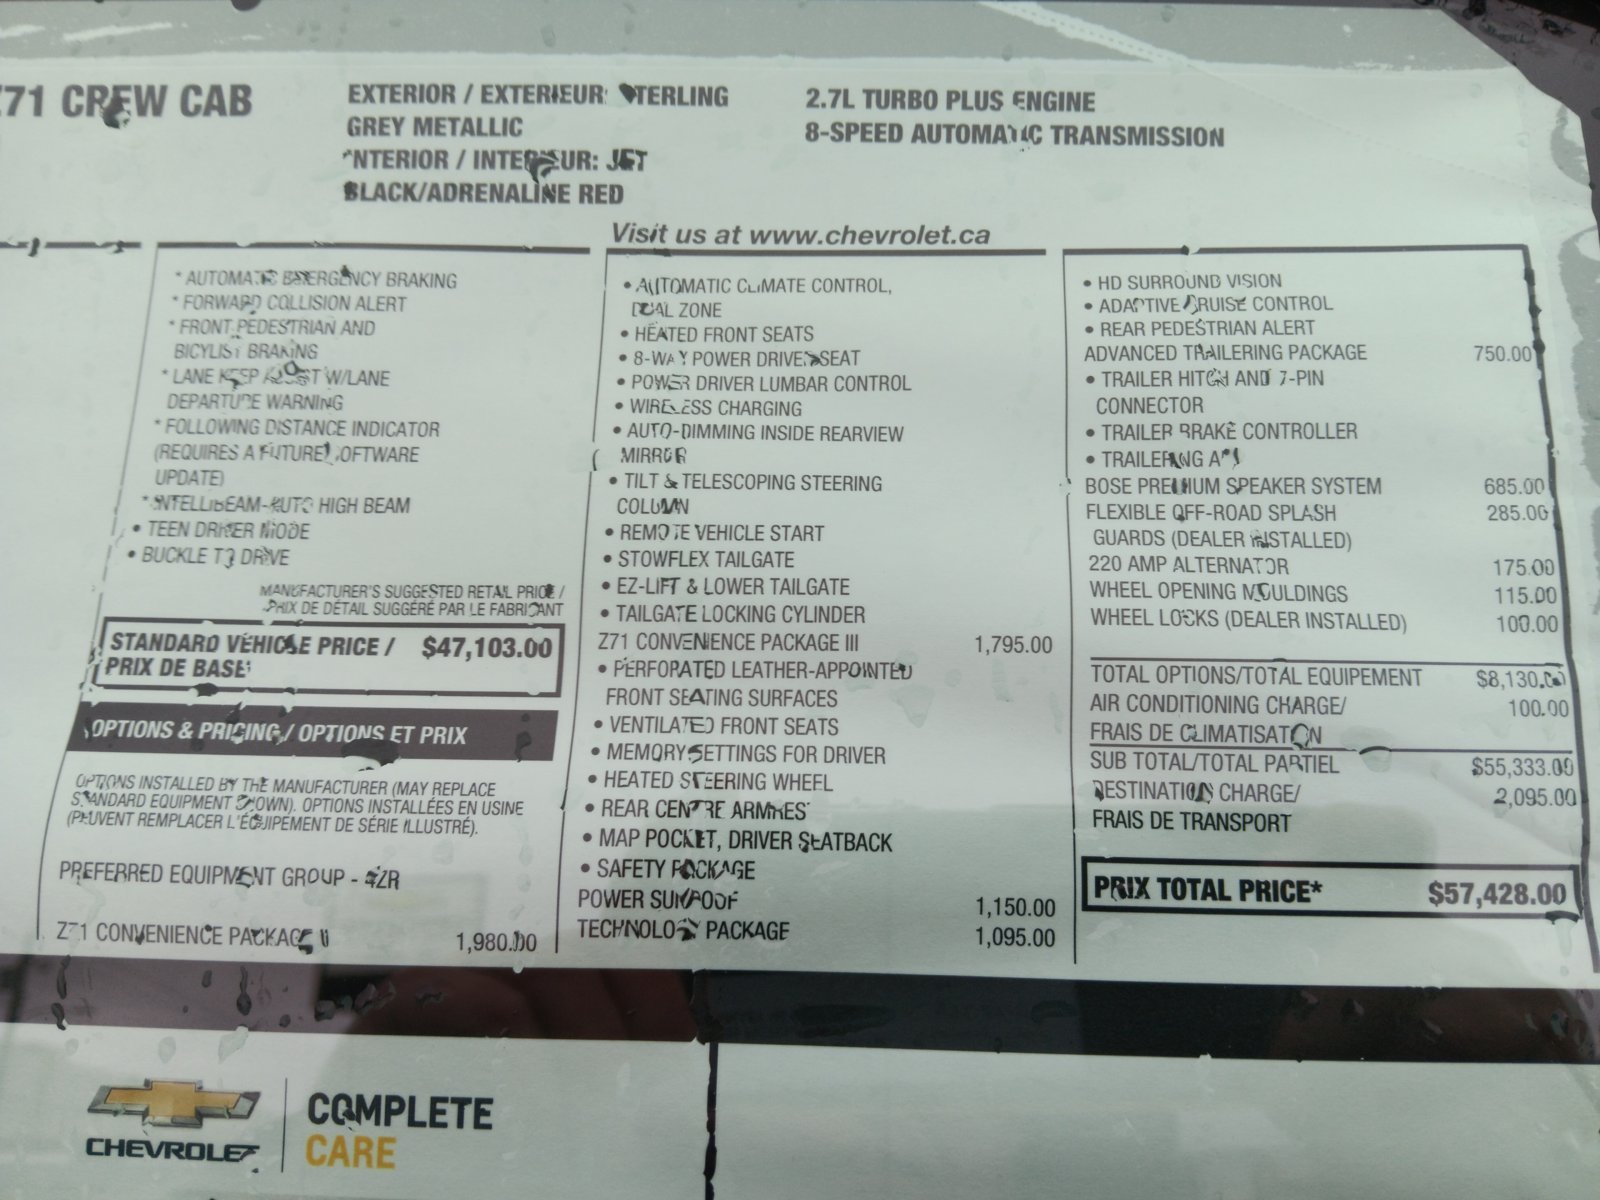 Z71 CREW CAB
EXTERIOR / EXTERIEUR: STERLING
GREY METALLIC
INTERIOR / INTERIEUR: JET
BLACK/ADRENALINE RED
2.7L TURBO PLUS ENGINE
8-SPEED AUTOMATIC TRANSMISSION
Visit us at www.chevrolet.ca
* AUTOMATIC EMERGENCY BRAKING
* FORWARD COLLISION ALERT
* FRONT PEDESTRIAN AND
BICYLIST BRAKING
* LANE KEEP ASSIST W/LANE
DEPARTURE WARNING
* FOLLOWING DISTANCE INDICATOR
(REQUIRES A FUTURE SOFTWARE
UPDATE)
* INTELLIBEAM-AUTO HIGH BEAM
• TEEN DRIVER MODE
• BUCKLE TO DRIVE
MANUFACTURER'S SUGGESTED RETAIL PRICE /
PRIX DE DÉTAIL SUGGÉRÉ PAR LE FABRICANT
STANDARD VEHICLE PRICE / $47,103.00
PRIX DE BASE
OPTIONS & PRICING / OPTIONS ET PRIX
OPTIONS INSTALLED BY THE MANUFACTURER (MAY REPLACE
STANDARD EQUIPMENT SHOWN). OPTIONS INSTALLÉES EN USINE
(PEUVENT REMPLACER L'ÉQUIPEMENT DE SÉRIE ILLUSTRÉ).
PREFERRED EQUIPMENT GROUP - 4ZR
Z71 CONVENIENCE PACKAGE II 1,980.00
• AUTOMATIC CLIMATE CONTROL,
DUAL ZONE
• HEATED FRONT SEATS
• 8-WAY POWER DRIVER SEAT
• POWER DRIVER LUMBAR CONTROL
• WIRELESS CHARGING
• AUTO-DIMMING INSIDE REARVIEW
MIRROR
• TILT & TELESCOPING STEERING
COLUMN
• REMOTE VEHICLE START
• STOWFLEX TAILGATE
• EZ-LIFT & LOWER TAILGATE
• TAILGATE LOCKING CYLINDER
Z71 CONVENIENCE PACKAGE III 1,795.00
• PERFORATED LEATHER-APPOINTED
FRONT SEATING SURFACES
• VENTILATED FRONT SEATS
• MEMORY SETTINGS FOR DRIVER
• HEATED STEERING WHEEL
• REAR CENTRE ARMREST
• MAP POCKET, DRIVER SEATBACK
• SAFETY PACKAGE
POWER SUNROOF 1,150.00
TECHNOLOGY PACKAGE 1,095.00
• HD SURROUND VISION
• ADAPTIVE CRUISE CONTROL
• REAR PEDESTRIAN ALERT
ADVANCED TRAILERING PACKAGE 750.00
• TRAILER HITCH AND 7-PIN
CONNECTOR
• TRAILER BRAKE CONTROLLER
• TRAILERING APP
BOSE PREMIUM SPEAKER SYSTEM 685.00
FLEXIBLE OFF-ROAD SPLASH 285.00
GUARDS (DEALER INSTALLED)
220 AMP ALTERNATOR 175.00
WHEEL OPENING MOULDINGS 115.00
WHEEL LOCKS (DEALER INSTALLED) 100.00
TOTAL OPTIONS/TOTAL EQUIPEMENT $8,130.00
AIR CONDITIONING CHARGE/ 100.00
FRAIS DE CLIMATISATON
SUB TOTAL/TOTAL PARTIEL $55,333.00
DESTINATION CHARGE/ 2,095.00
FRAIS DE TRANSPORT
PRIX TOTAL PRICE* $57,428.00
CHEVROLET
COMPLETE
CARE